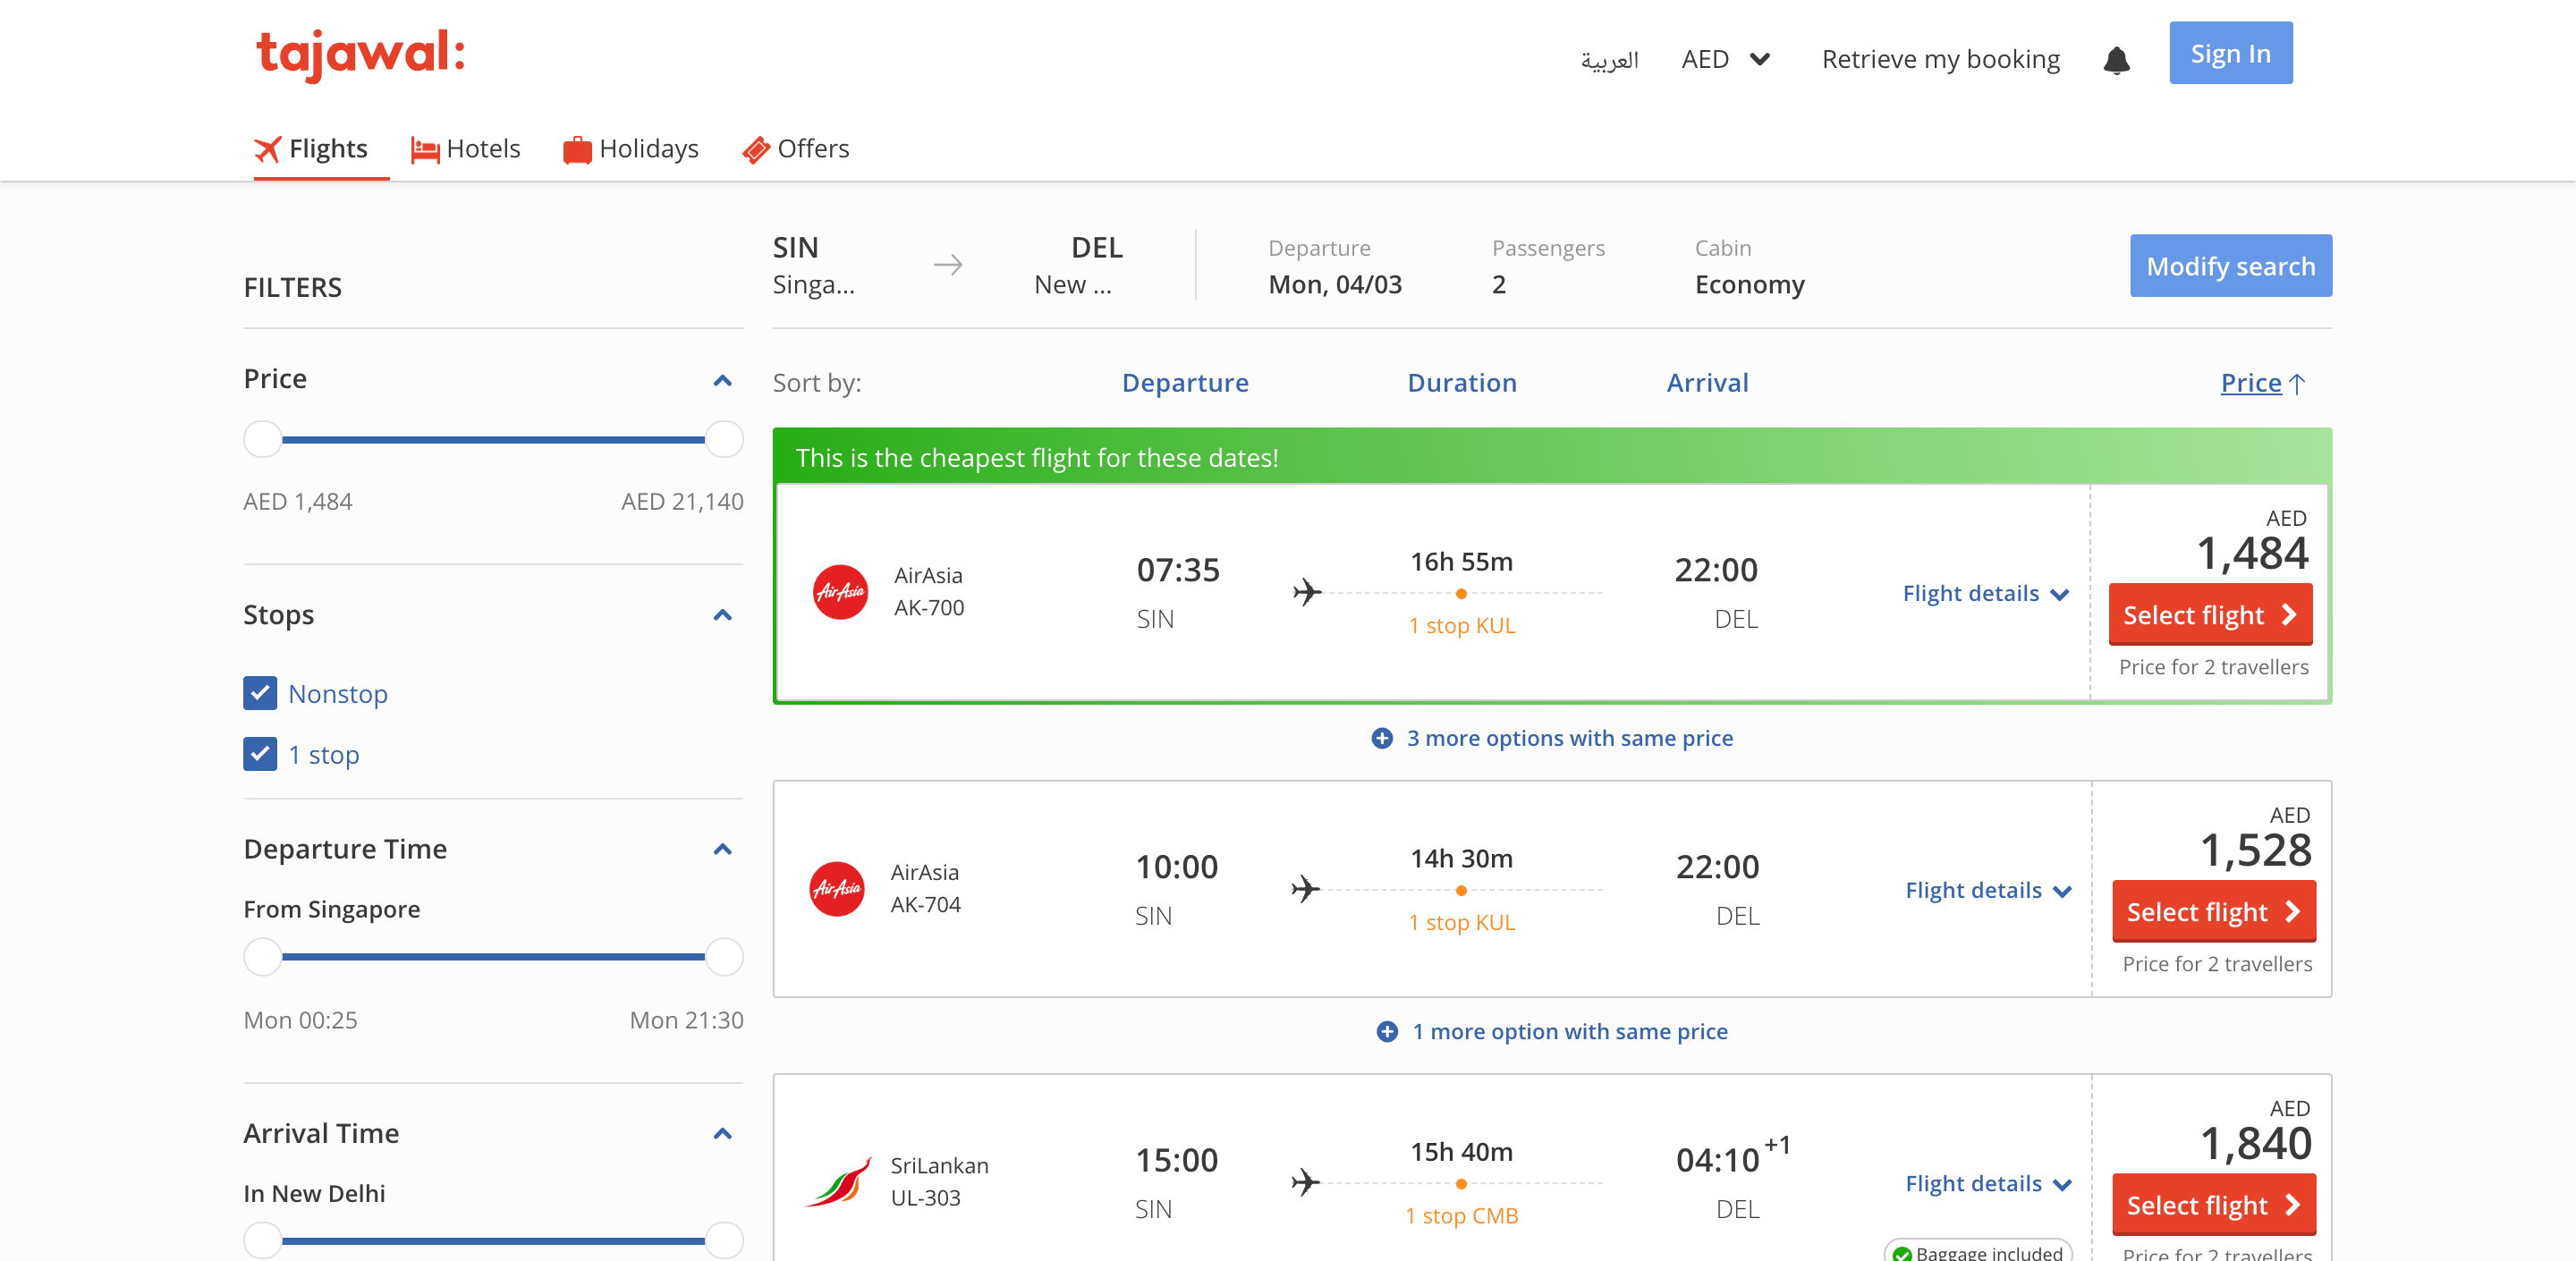 tajawal:
العربية
AED
Retrieve my booking
Sign In
Flights
Hotels
Holidays
Offers
FILTERS
Price
AED 1,484
AED 21,140
Stops
Nonstop
1 stop
Departure Time
From Singapore
Mon 00:25
Mon 21:30
Arrival Time
In New Delhi
SIN
Singa...
DEL
New ...
Departure
Mon, 04/03
Passengers
2
Cabin
Economy
Modify search
Sort by:
Departure
Duration
Arrival
Price
This is the cheapest flight for these dates!
AirAsia
AirAsia
AK-700
07:35
SIN
16h 55m
1 stop KUL
22:00
DEL
Flight details
AED
1,484
Select flight
Price for 2 travellers
3 more options with same price
AirAsia
AirAsia
AK-704
10:00
SIN
14h 30m
1 stop KUL
22:00
DEL
Flight details
AED
1,528
Select flight
Price for 2 travellers
1 more option with same price
SriLankan
UL-303
15:00
SIN
15h 40m
1 stop CMB
04:10 +1
DEL
Flight details
Baggage included
AED
1,840
Select flight
Price for 2 travellers